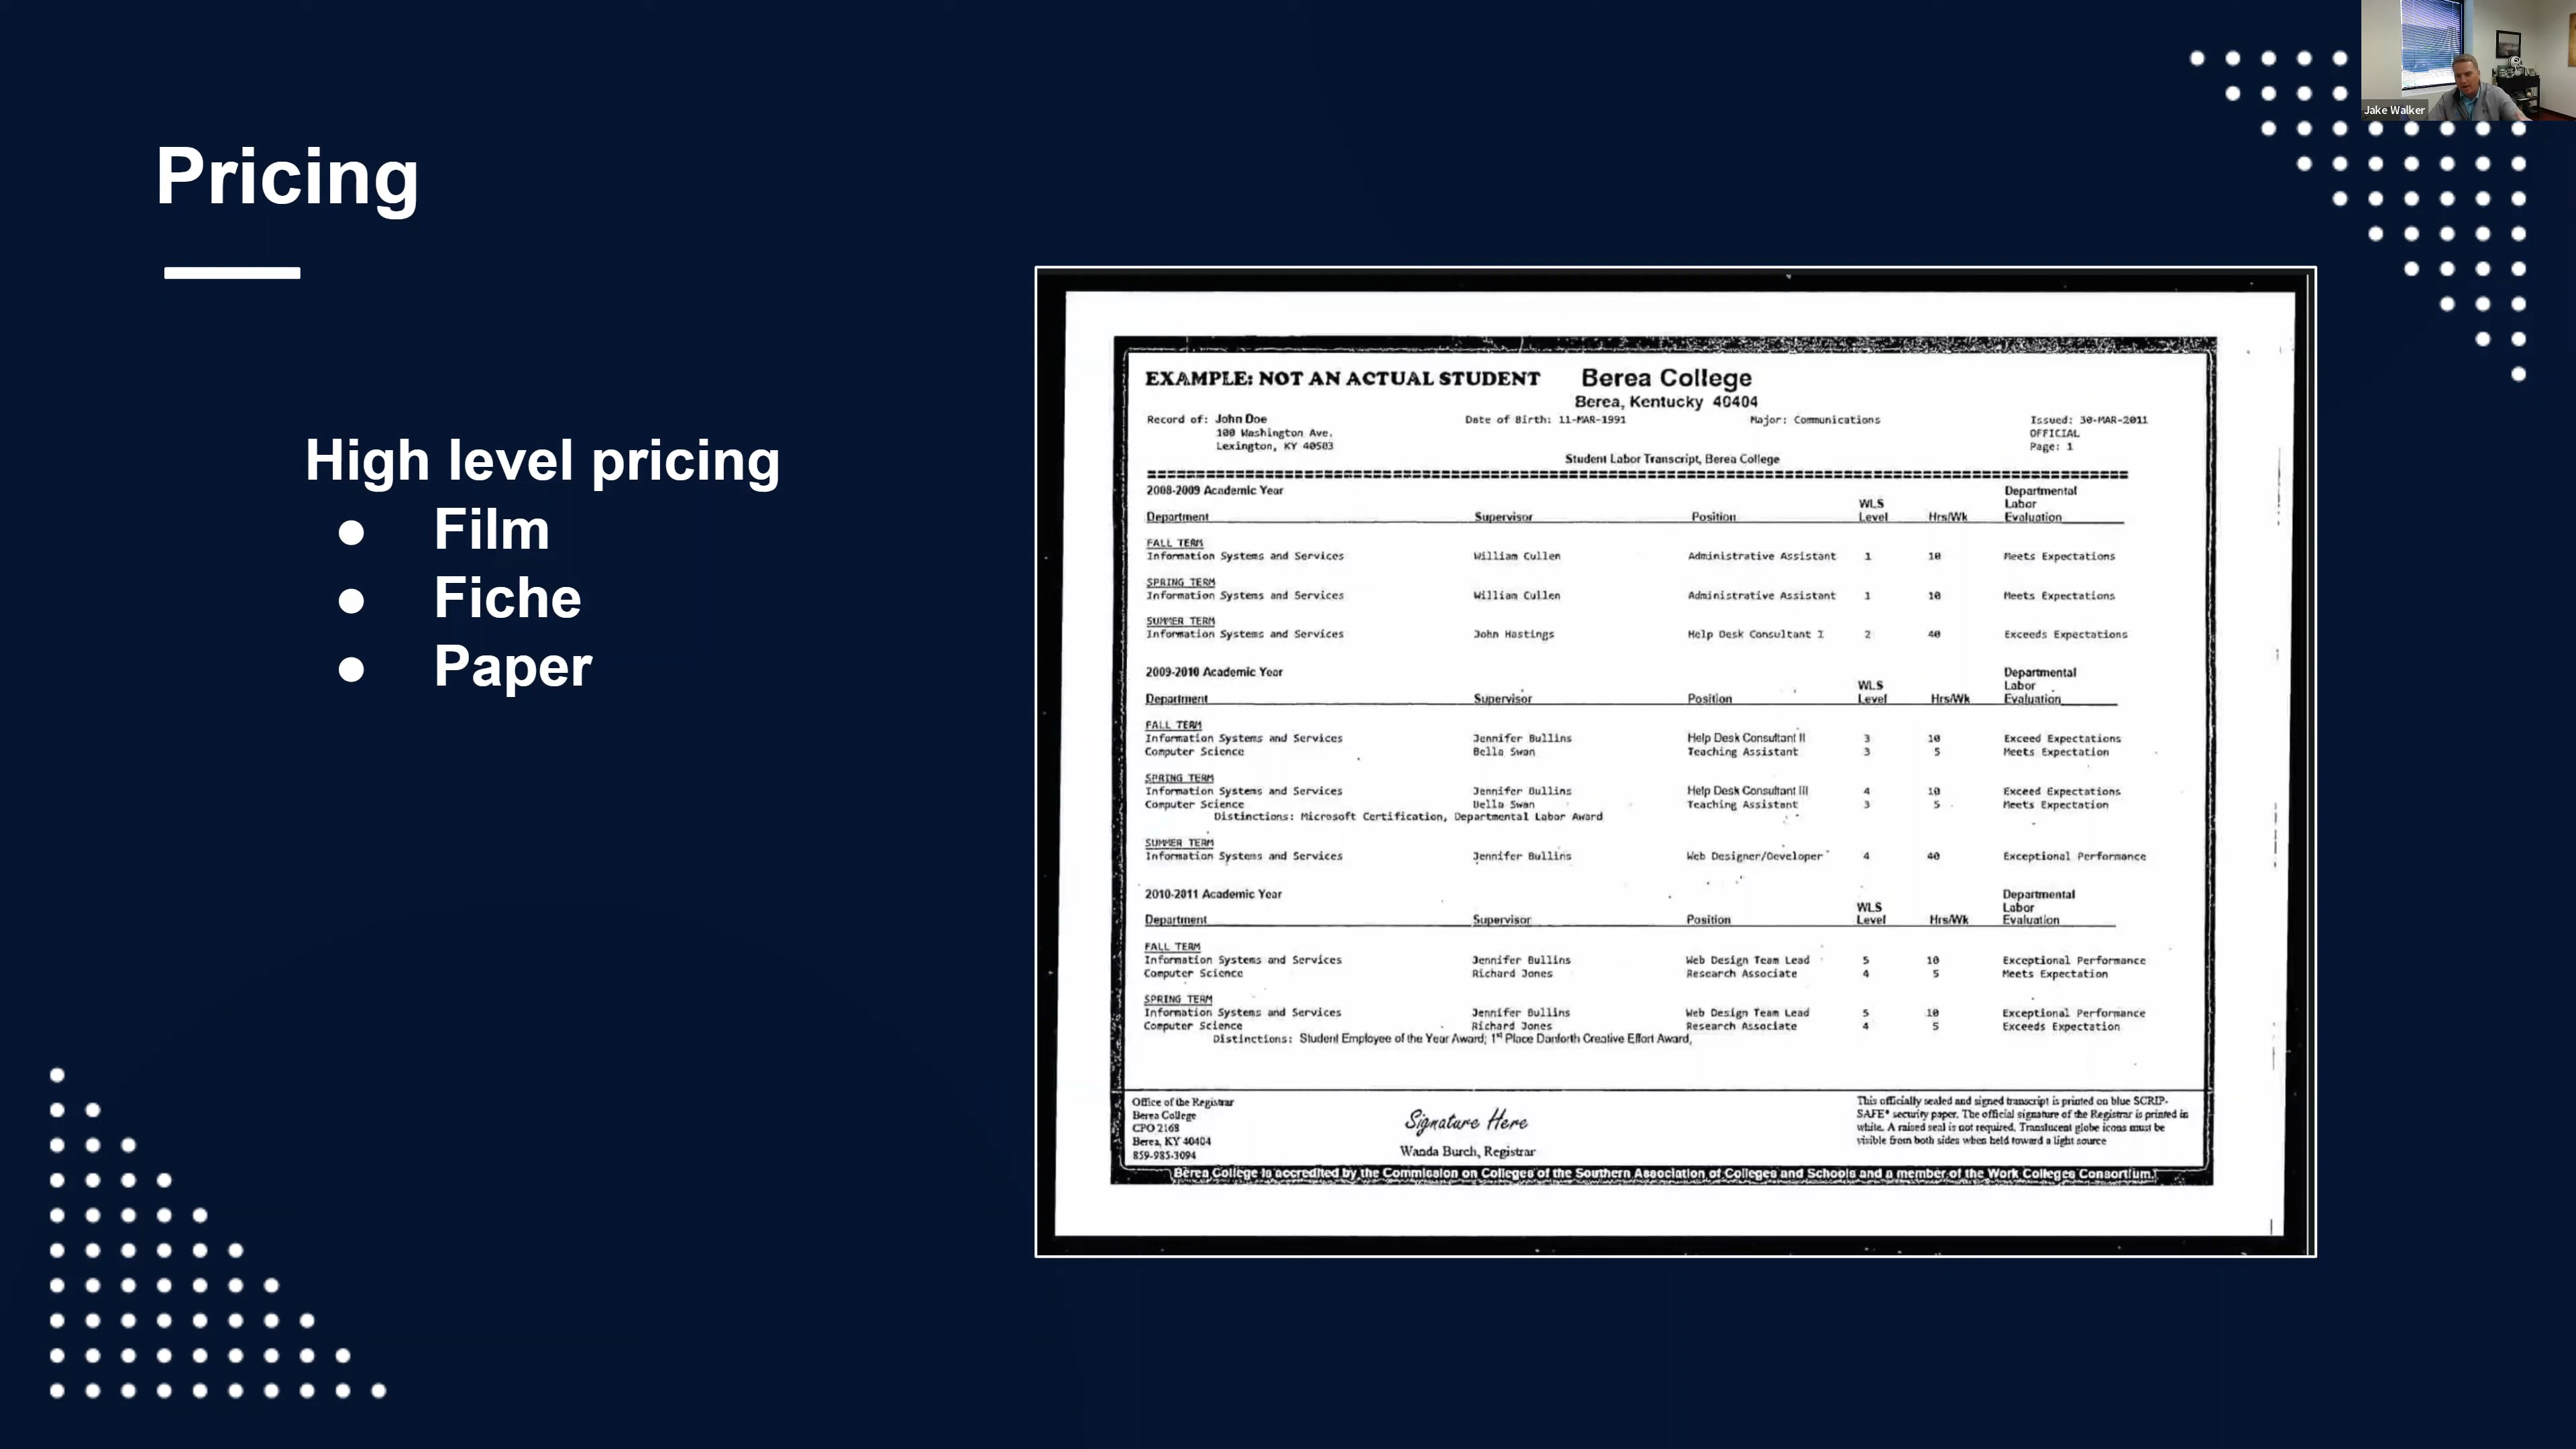 Jake Walker
Pricing
High level pricing
● Film
● Fiche
● Paper
EXAMPLE: NOT AN ACTUAL STUDENT Berea College
Berea, Kentucky 40404
Record of: John Doe Date of Birth: 11-MAR-1991 Major: Communications Issued: 30-MAR-2011
100 Washington Ave. OFFICIAL
Lexington, KY 40503 Page: 1
Student Labor Transcript, Berea College
2008-2009 Academic Year Departmental
WLS Labor
Department Supervisor Position Level Hrs/Wk Evaluation
FALL TERM
Information Systems and Services William Cullen Administrative Assistant 1 10 Meets Expectations
SPRING TERM
Information Systems and Services William Cullen Administrative Assistant 1 10 Meets Expectations
SUMMER TERM
Information Systems and Services John Hastings Help Desk Consultant I 2 40 Exceeds Expectations
2009-2010 Academic Year Departmental
WLS Labor
Department Supervisor Position Level Hrs/Wk Evaluation
FALL TERM
Information Systems and Services Jennifer Bullins Help Desk Consultant II 3 10 Exceed Expectations
Computer Science Bella Swan Teaching Assistant 3 5 Meets Expectation
SPRING TERM
Information Systems and Services Jennifer Bullins Help Desk Consultant III 4 10 Exceed Expectations
Computer Science Bella Swan Teaching Assistant 3 5 Meets Expectation
Distinctions: Microsoft Certification, Departmental Labor Award
SUMMER TERM
Information Systems and Services Jennifer Bullins Web Designer/Developer 4 40 Exceptional Performance
2010-2011 Academic Year Departmental
WLS Labor
Department Supervisor Position Level Hrs/Wk Evaluation
FALL TERM
Information Systems and Services Jennifer Bullins Web Design Team Lead 5 10 Exceptional Performance
Computer Science Richard Jones Research Associate 4 5 Meets Expectation
SPRING TERM
Information Systems and Services Jennifer Bullins Web Design Team Lead 5 10 Exceptional Performance
Computer Science Richard Jones Research Associate 4 5 Exceeds Expectation
Distinctions: Student Employee of the Year Award; 1st Place Danforth Creative Effort Award,
Office of the Registrar
Berea College
CPO 2168
Berea, KY 40404
859-985-3094
Signature Here
Wanda Burch, Registrar
This officially sealed and signed transcript is printed on blue SCRIP-
SAFE® security paper. The official signature of the Registrar is printed in
white. A raised seal is not required. Translucent globe icons must be
visible from both sides when held toward a light source
Berea College is accredited by the Commission on Colleges of the Southern Association of Colleges and Schools and a member of the Work Colleges Consortium.